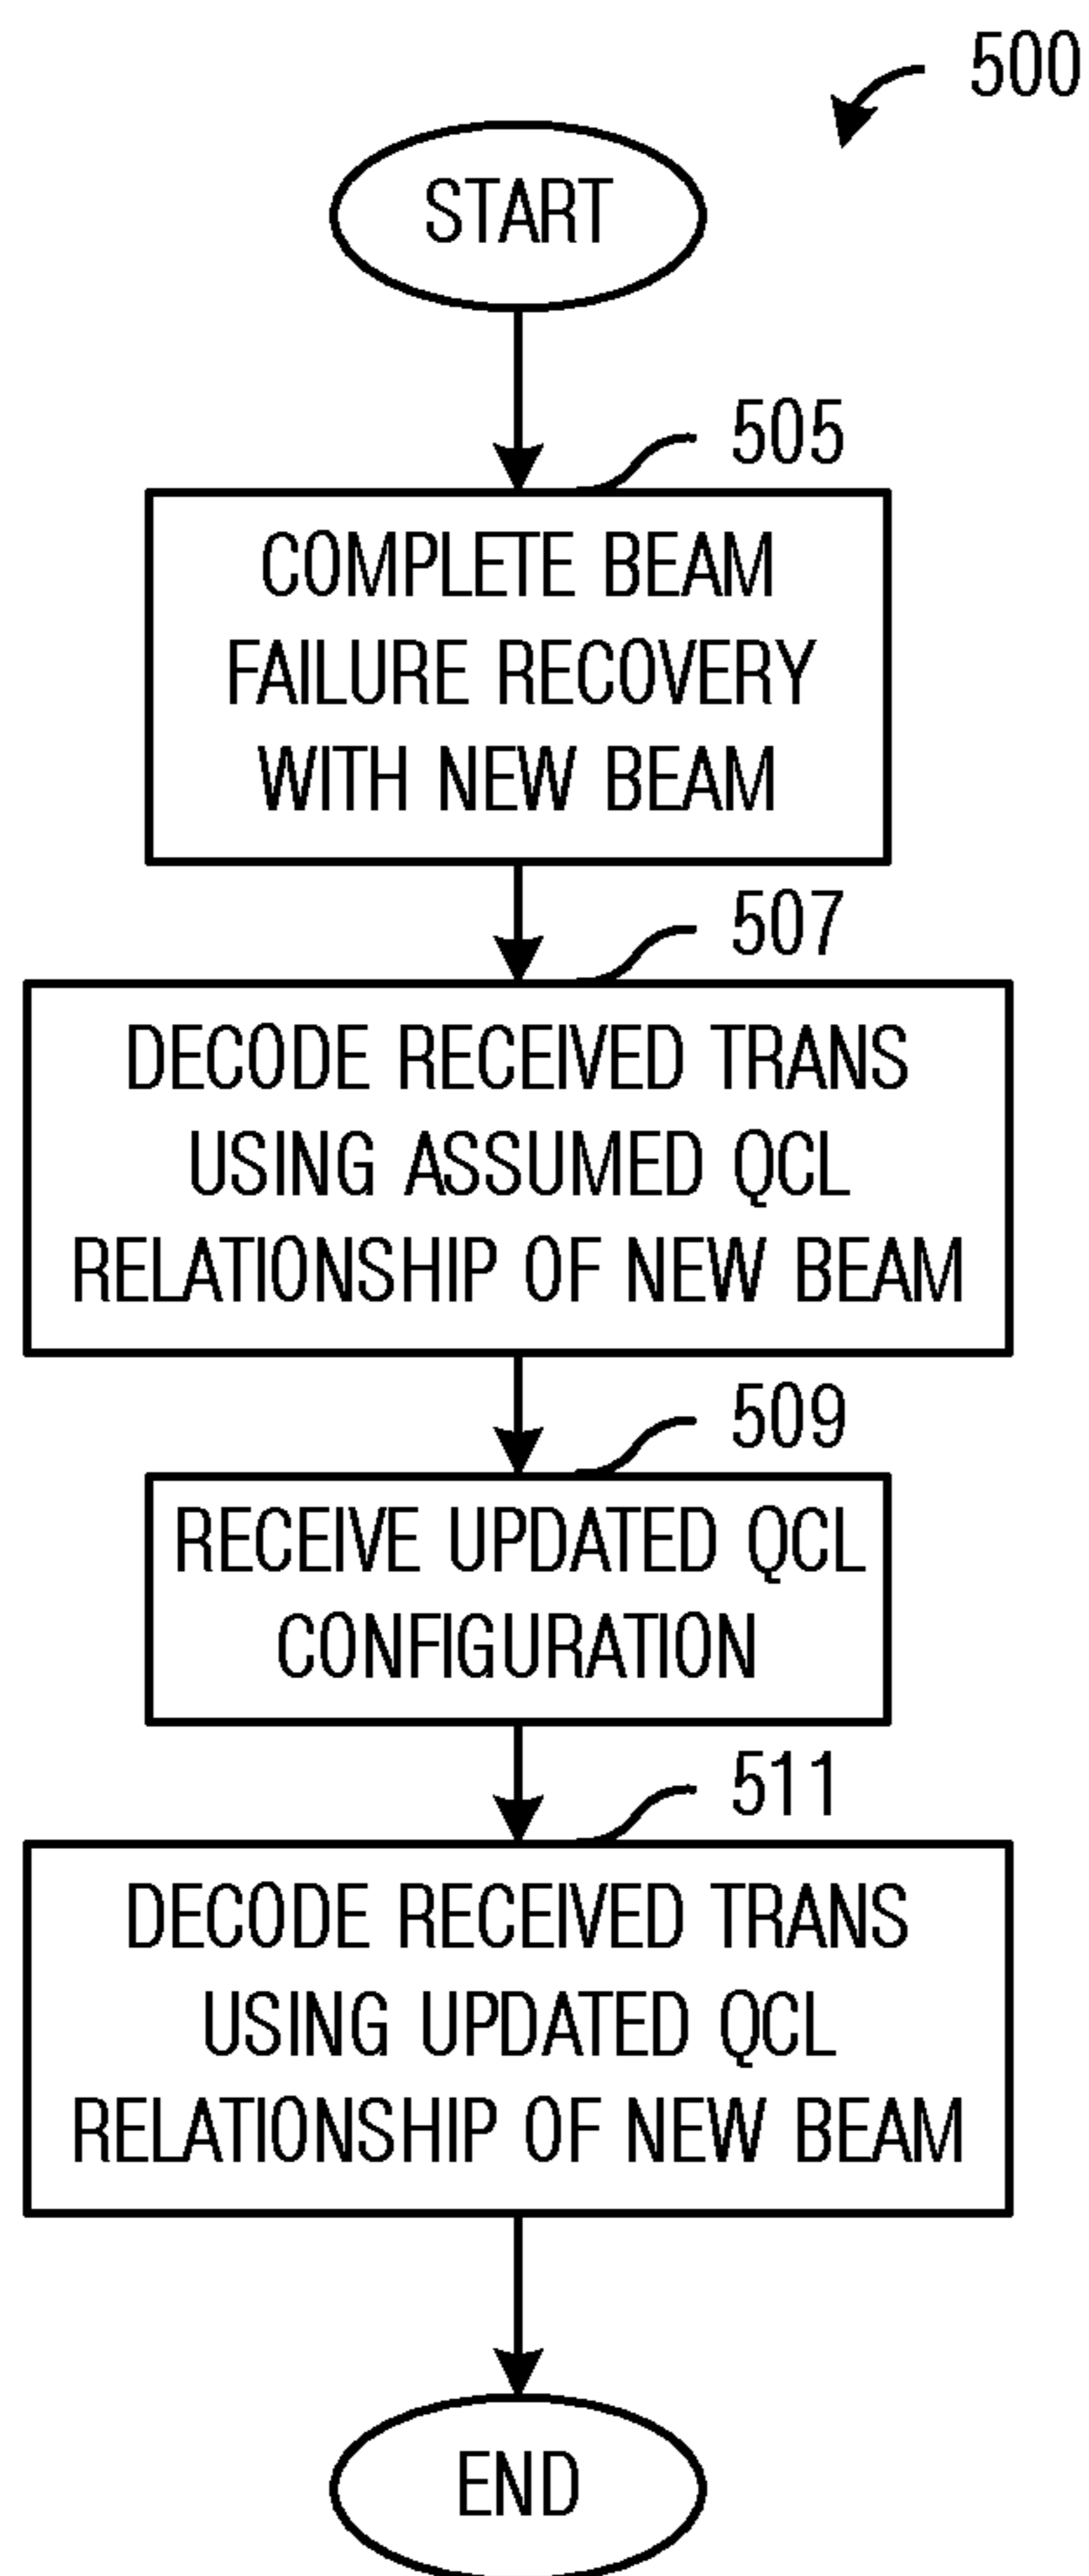 500
START
505
COMPLETE BEAM
FAILURE RECOVERY
WITH NEW BEAM
507
DECODE RECEIVED TRANS
USING ASSUMED QCL
RELATIONSHIP OF NEW BEAM
509
RECEIVE UPDATED QCL
CONFIGURATION
511
DECODE RECEIVED TRANS
USING UPDATED QCL
RELATIONSHIP OF NEW BEAM
END